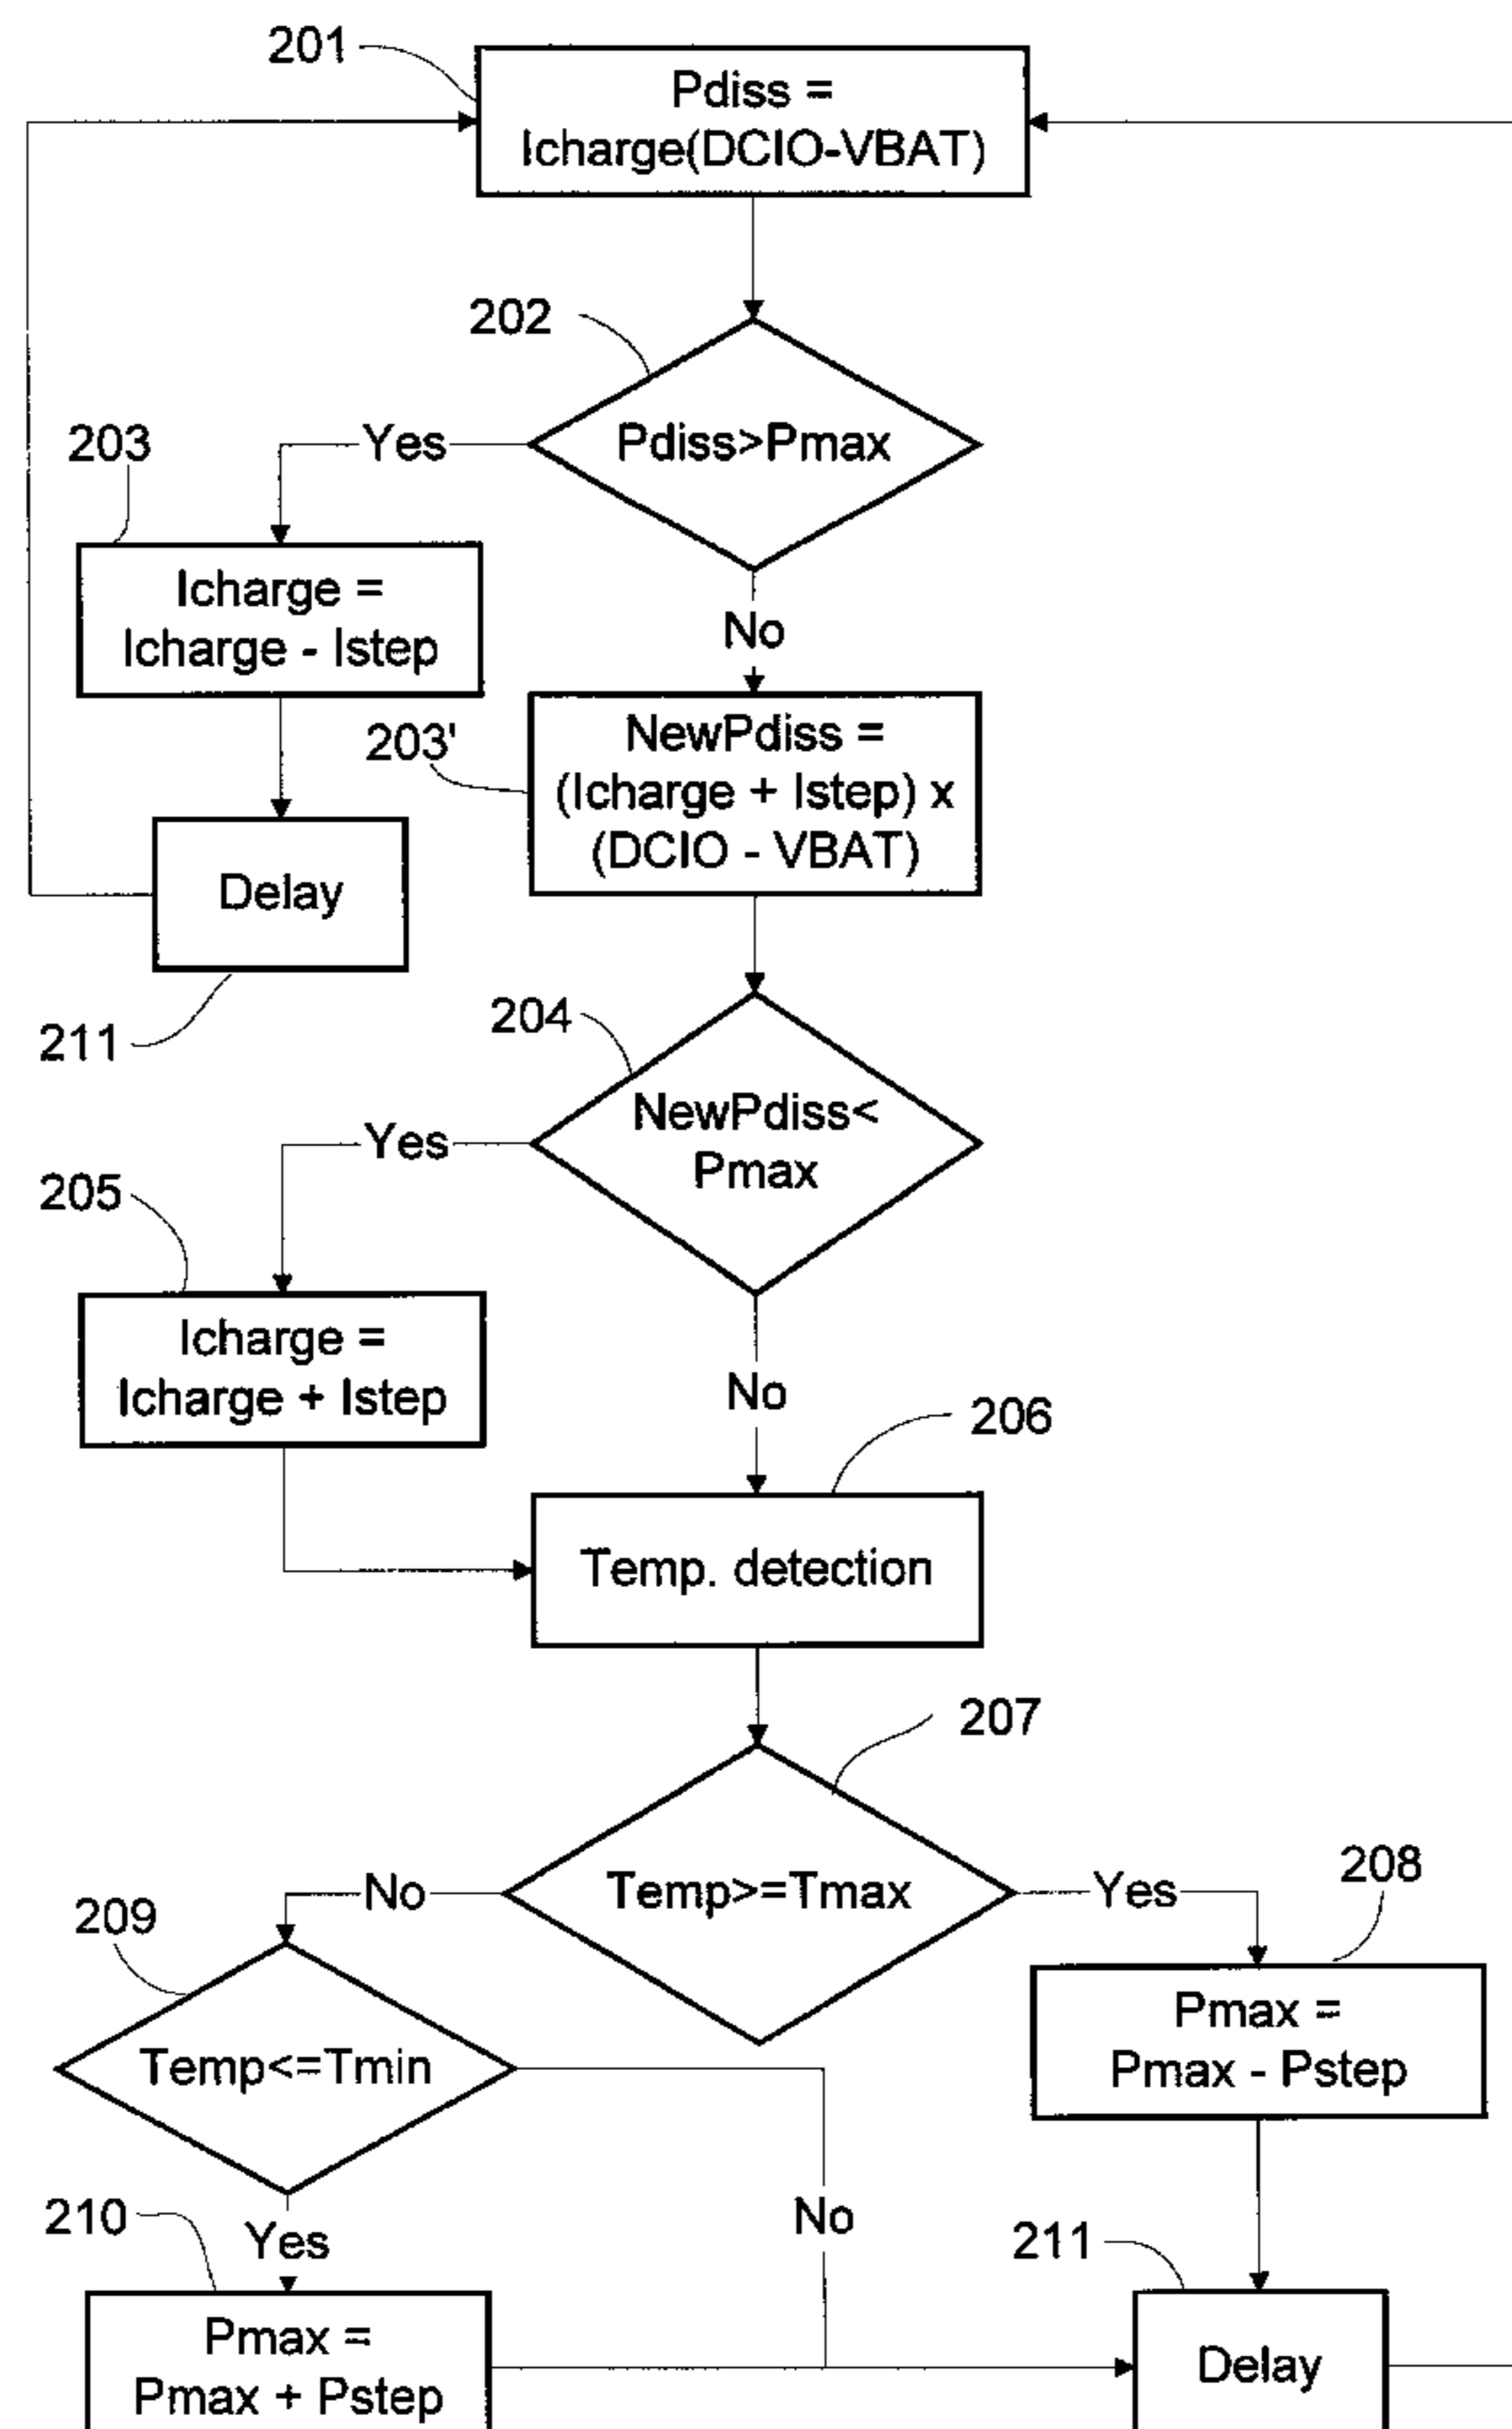 201
Pdiss =
Icharge(DCIO-VBAT)
202
Pdiss>Pmax
Yes
203
Icharge =
Icharge - Istep
No
203'
NewPdiss =
(Icharge + Istep) x
(DCIO - VBAT)
Delay
211
204
NewPdiss<
Pmax
Yes
205
Icharge =
Icharge + Istep
No
206
Temp. detection
207
Temp>=Tmax
No
Yes
208
209
Temp<=Tmin
Pmax =
Pmax - Pstep
210
Yes
No
211
Pmax =
Pmax + Pstep
Delay